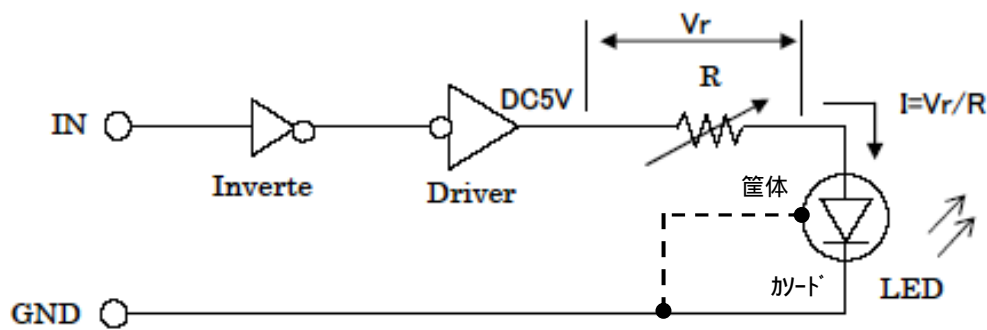 Vr
R
DC5V
I=Vr/R
IN
Inverte
Driver
筐体
ｶｿｰﾄﾞ
LED
GND